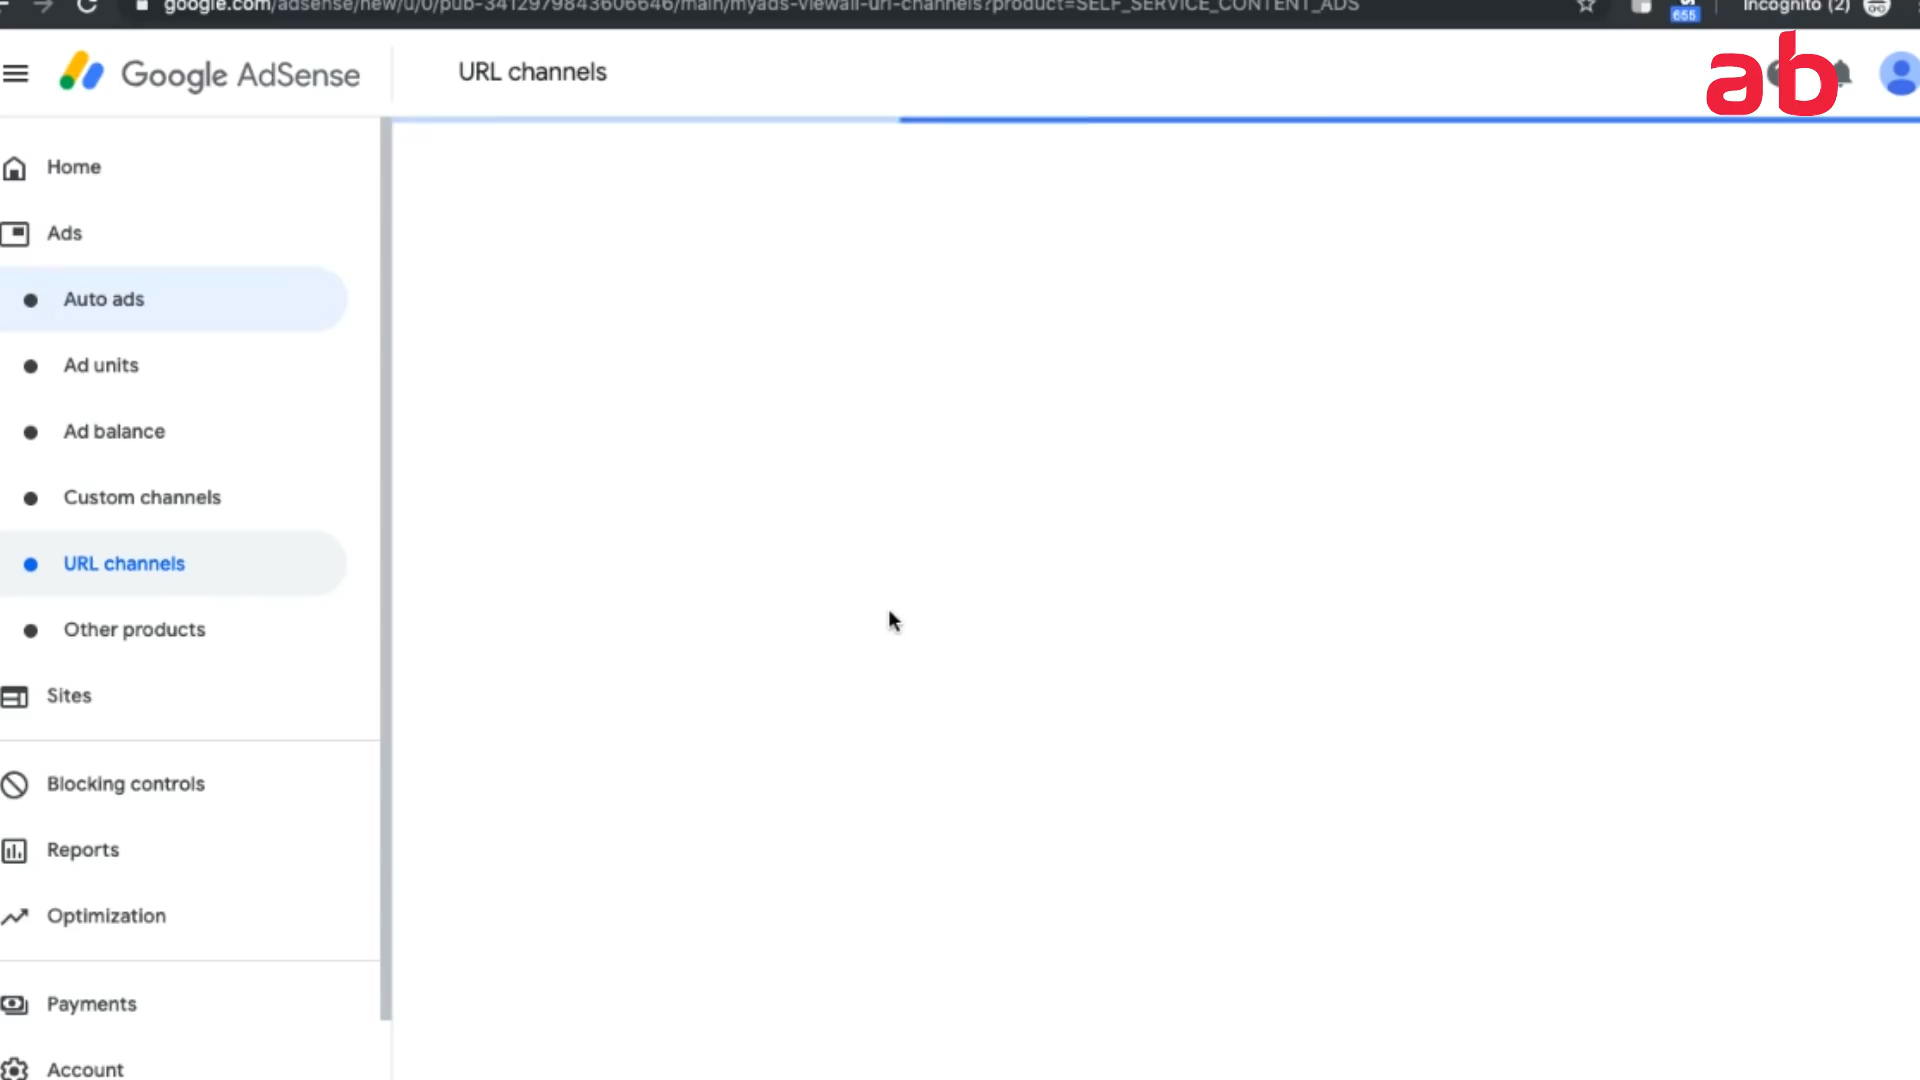 google.com/adsense/new/u/0/pub-3412979843606646/main/myads-viewall-url-channels?product=SELF_SERVICE_CONTENT_ADS
655
Incognito (2)
Google AdSense
URL channels
ab
Home
Ads
Auto ads
Ad units
Ad balance
Custom channels
URL channels
Other products
Sites
Blocking controls
Reports
Optimization
Payments
Account